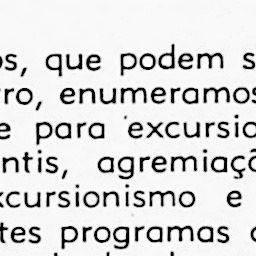 os, que podem s
ro, enumeramos
e para excursio
ntis, agremiaçõ
xcursionismo e
tes programas